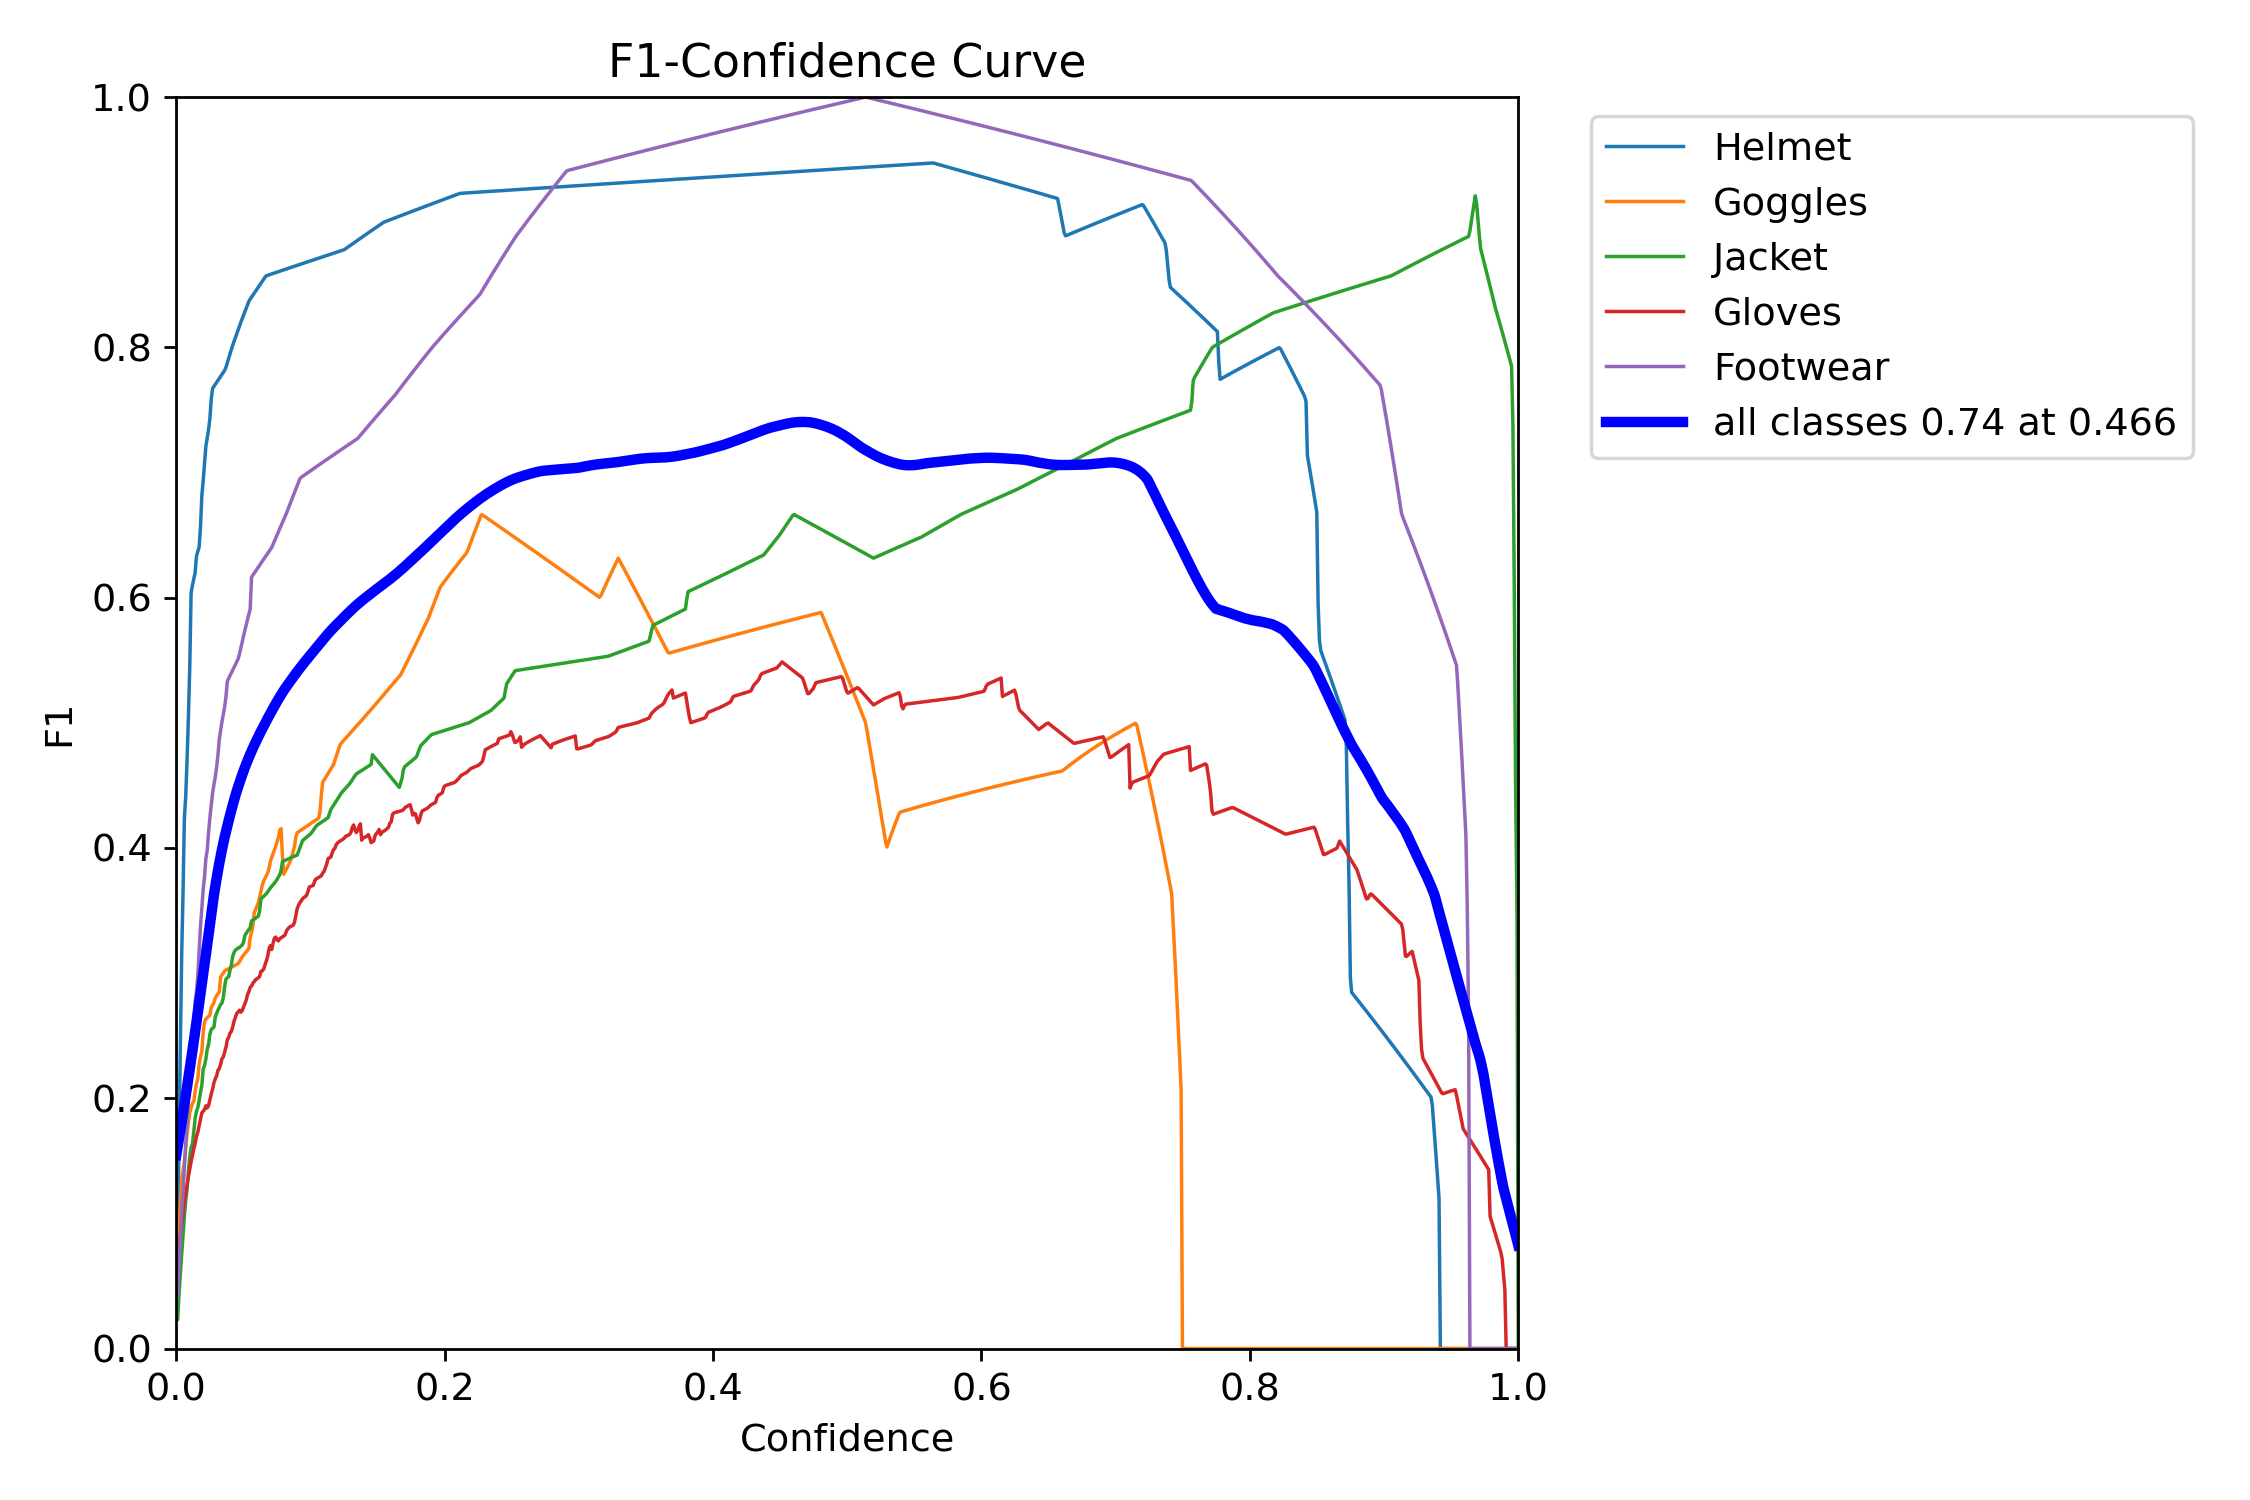 F1-Confidence Curve
1.0
0.8
0.6
0.4
0.2
0.0
F1
0.0 0.2 0.4 0.6 0.8 1.0
Confidence
Helmet
Goggles
Jacket
Gloves
Footwear
all classes 0.74 at 0.466